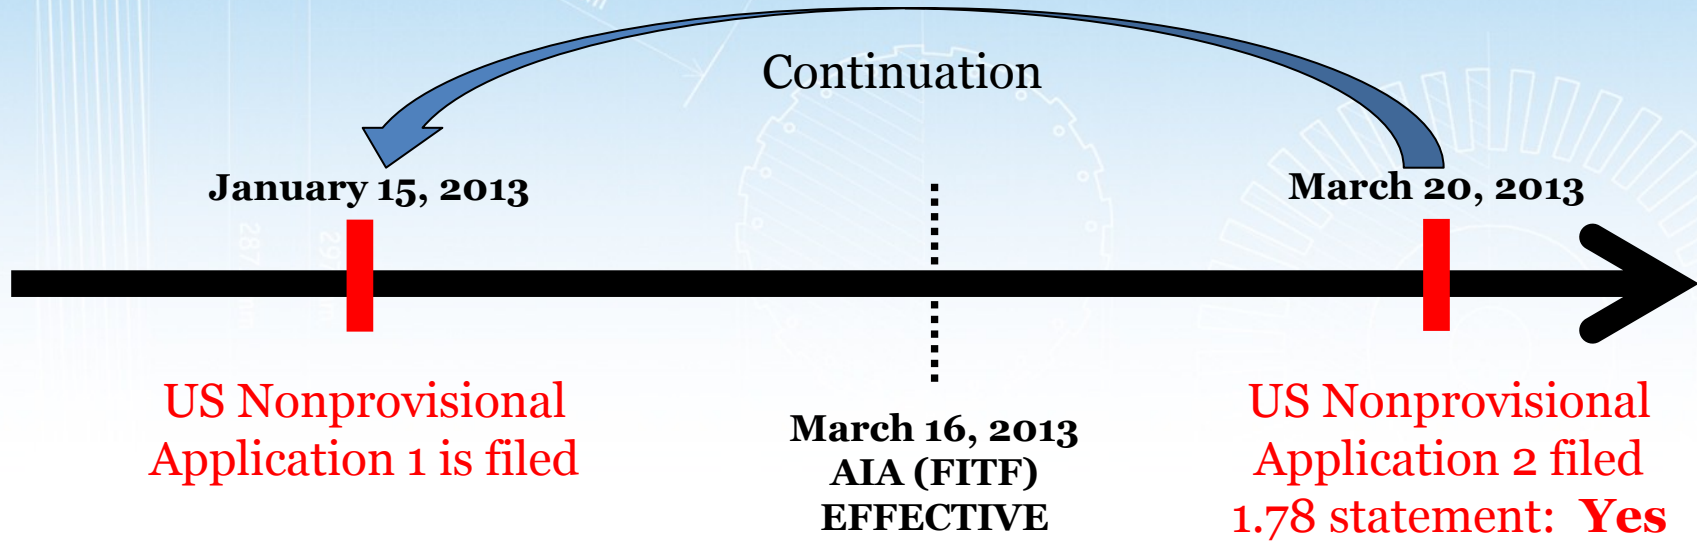 Continuation
January 15, 2013
March 20, 2013
US Nonprovisional
Application 1 is filed
March 16, 2013
AIA (FITF)
EFFECTIVE
US Nonprovisional
Application 2 filed
1.78 statement: Yes